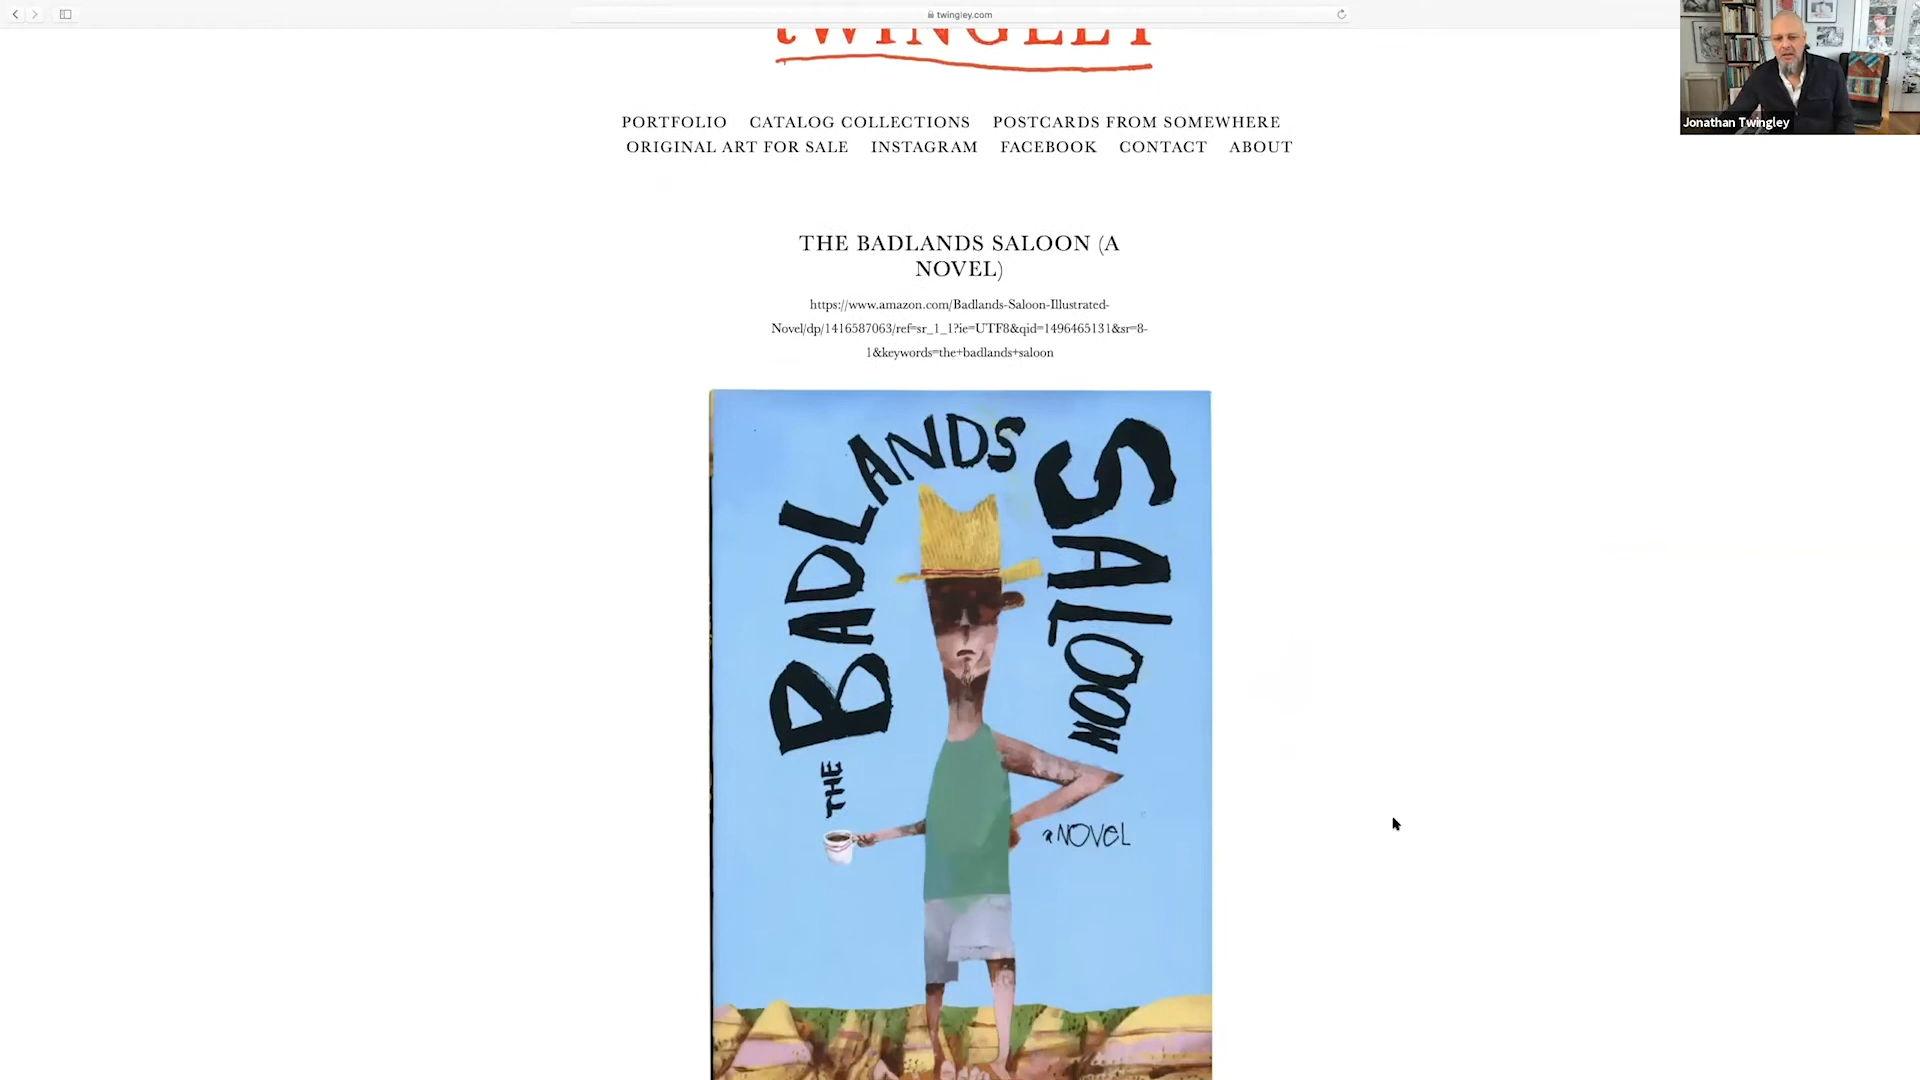 twingley.com
tWINGLEY
Jonathan Twingley
PORTFOLIO CATALOG COLLECTIONS POSTCARDS FROM SOMEWHERE
ORIGINAL ART FOR SALE INSTAGRAM FACEBOOK CONTACT ABOUT
THE BADLANDS SALOON (A
NOVEL)
https://www.amazon.com/Badlands-Saloon-Illustrated-
Novel/dp/1416587063/ref=sr_1_1?ie=UTF8&qid=1496465131&sr=8-
1&keywords=the+badlands+saloon
THE BADLANDS SALOON
a NOVEL